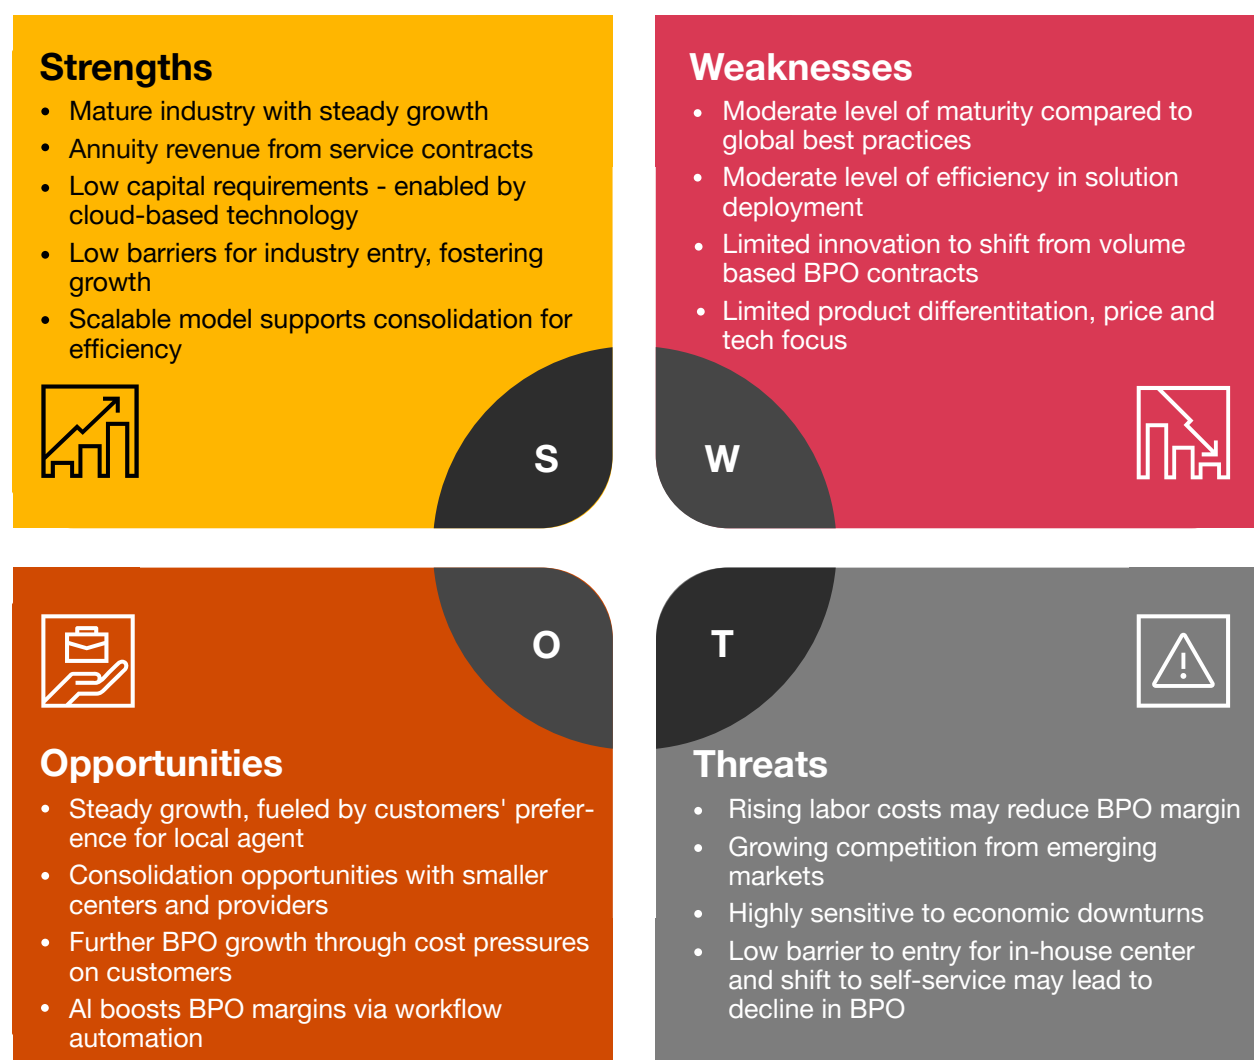 Strengths
• Mature industry with steady growth
• Annuity revenue from service contracts
• Low capital requirements - enabled by
cloud-based technology
• Low barriers for industry entry, fostering
growth
• Scalable model supports consolidation for
efficiency
S
Weaknesses
• Moderate level of maturity compared to
global best practices
• Moderate level of efficiency in solution
deployment
• Limited innovation to shift from volume
based BPO contracts
• Limited product differentitation, price and
tech focus
W
O
Opportunities
• Steady growth, fueled by customers' prefer-
ence for local agent
• Consolidation opportunities with smaller
centers and providers
• Further BPO growth through cost pressures
on customers
• AI boosts BPO margins via workflow
automation
T
Threats
• Rising labor costs may reduce BPO margin
• Growing competition from emerging
markets
• Highly sensitive to economic downturns
• Low barrier to entry for in-house center
and shift to self-service may lead to
decline in BPO